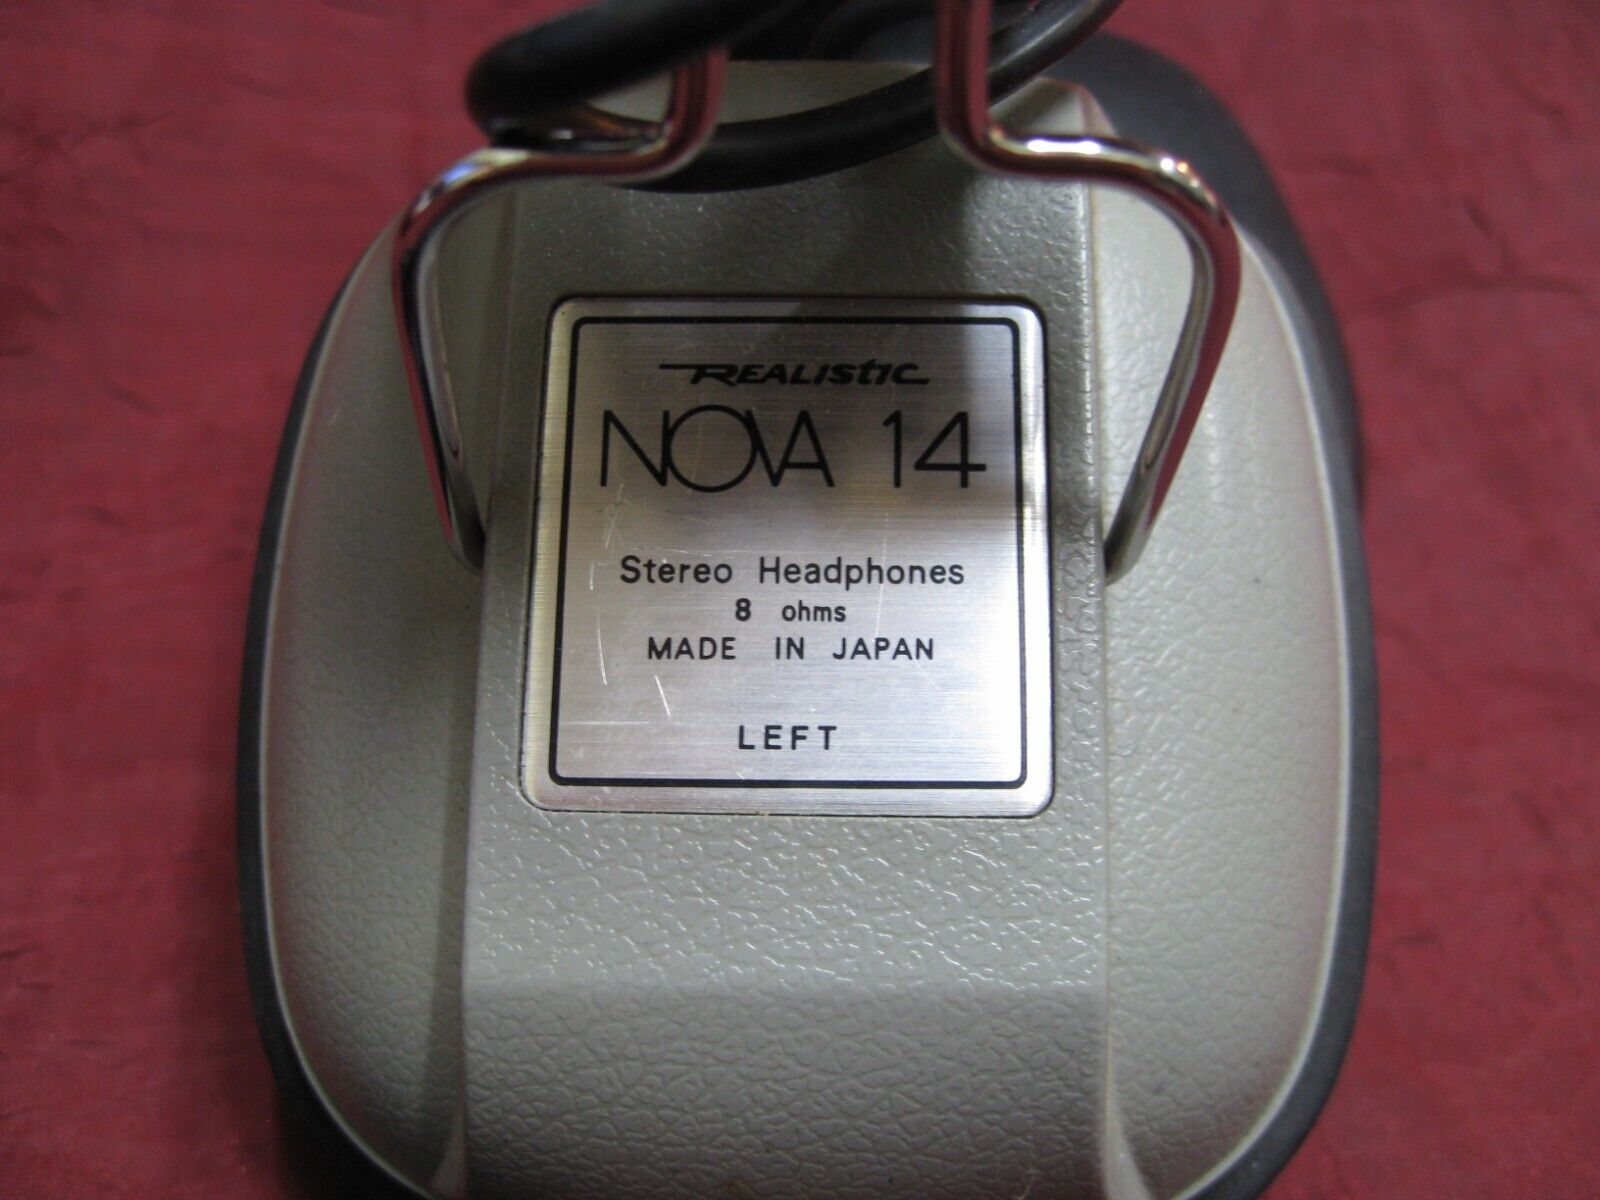 REALISTIC
NOVA 14
Stereo Headphones
8 ohms
MADE IN JAPAN
LEFT